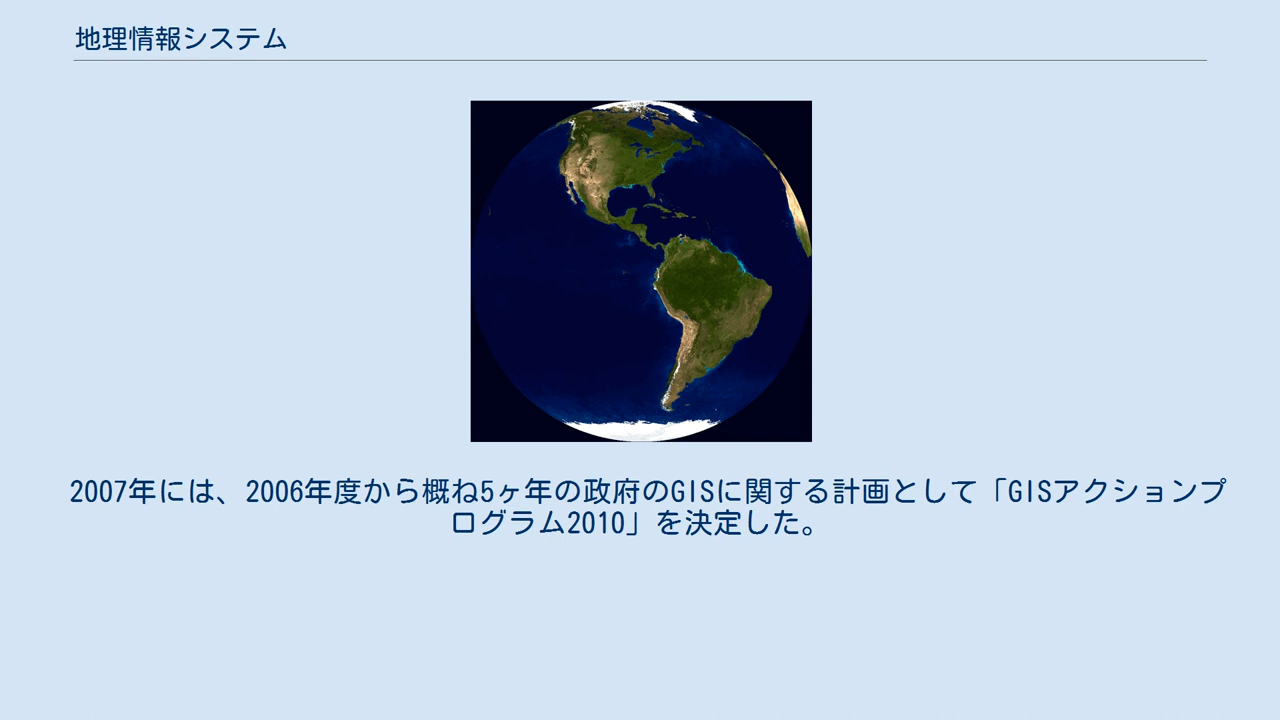 地理情報システム
2007年には、2006年度から概ね5ヶ年の政府のGISに関する計画として「GISアクションプ
ログラム2010」を決定した。